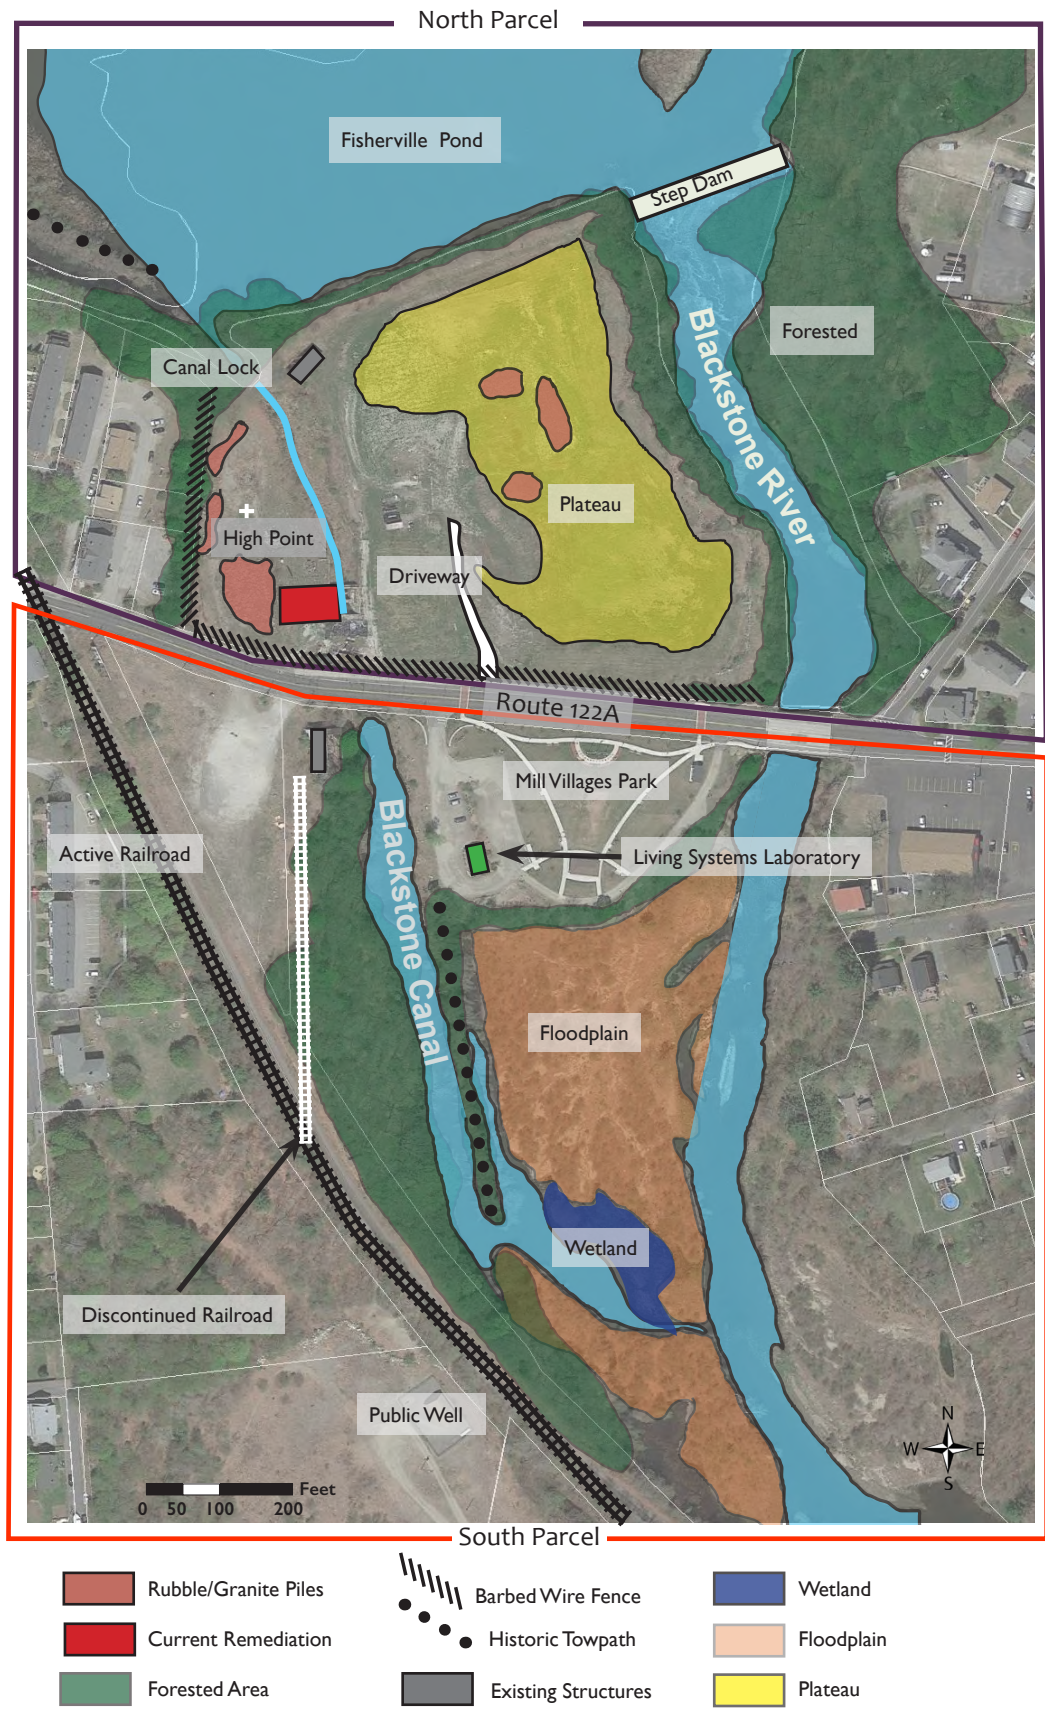 North Parcel
Fisherville Pond
Step Dam
Forested
Canal Lock
Blackstone River
Plateau
High Point
Driveway
Route 122A
Mill Villages Park
Active Railroad
Living Systems Laboratory
Blackstone Canal
Floodplain
Wetland
Discontinued Railroad
Public Well
N
W E
S
Feet
0 50 100 200
South Parcel
Rubble/Granite Piles
Barbed Wire Fence
Wetland
Current Remediation
Historic Towpath
Floodplain
Forested Area
Existing Structures
Plateau